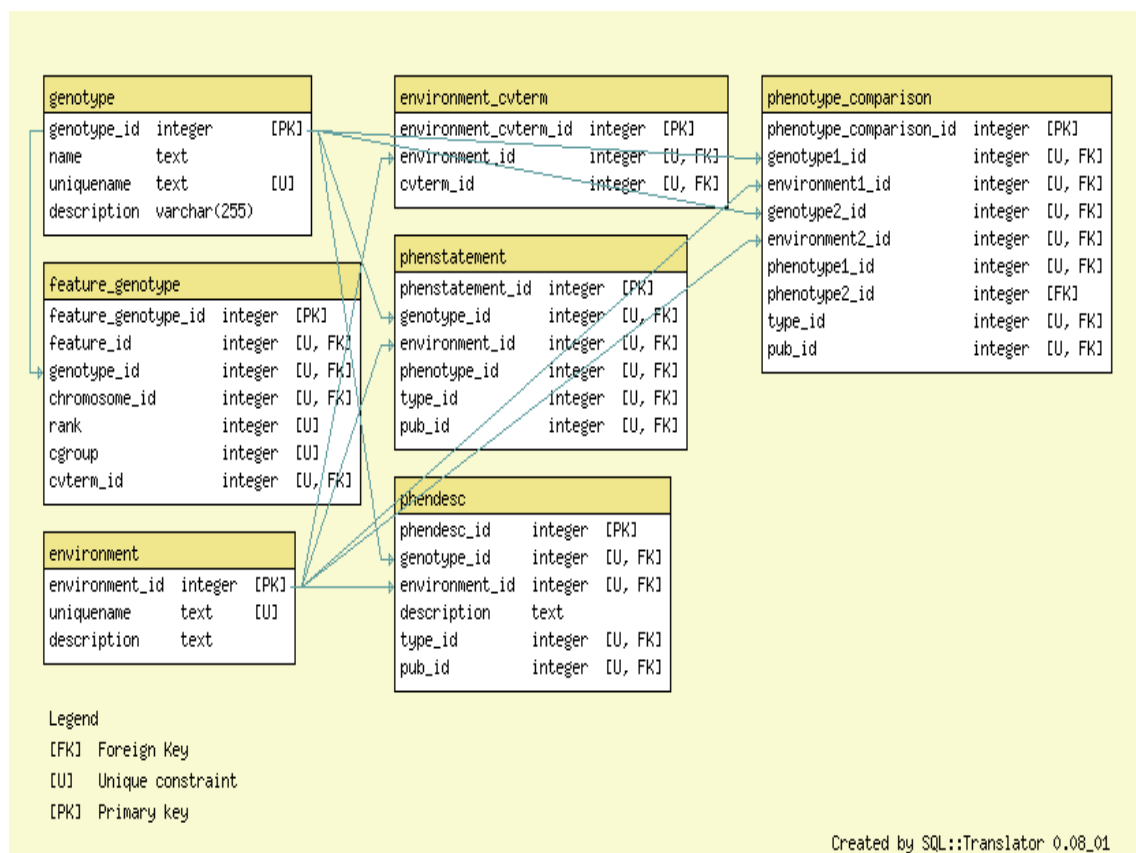 genotype
genotype_id integer [PK]
name text
uniquename text [U]
description varchar(255)
feature_genotype
feature_genotype_id integer [PK]
feature_id integer [U, FK]
genotype_id integer [U, FK]
chromosome_id integer [U, FK]
rank integer [U]
cgroup integer [U]
cvterm_id integer [U, FK]
environment
environment_id integer [PK]
uniquename text [U]
description text
environment_cvterm
environment_cvterm_id integer [PK]
environment_id integer [U, FK]
cvterm_id integer [U, FK]
phenstatement
phenstatement_id integer [PK]
genotype_id integer [U, FK]
environment_id integer [U, FK]
phenotype_id integer [U, FK]
type_id integer [U, FK]
pub_id integer [U, FK]
phendesc
phendesc_id integer [PK]
genotype_id integer [U, FK]
environment_id integer [U, FK]
description text
type_id integer [U, FK]
pub_id integer [U, FK]
phenotype_comparison
phenotype_comparison_id integer [PK]
genotype1_id integer [U, FK]
environment1_id integer [U, FK]
genotype2_id integer [U, FK]
environment2_id integer [U, FK]
phenotype1_id integer [U, FK]
phenotype2_id integer [FK]
type_id integer [U, FK]
pub_id integer [U, FK]
Legend
[FK] Foreign Key
[U] Unique constraint
[PK] Primary key
Created by SQL::Translator 0.08_01